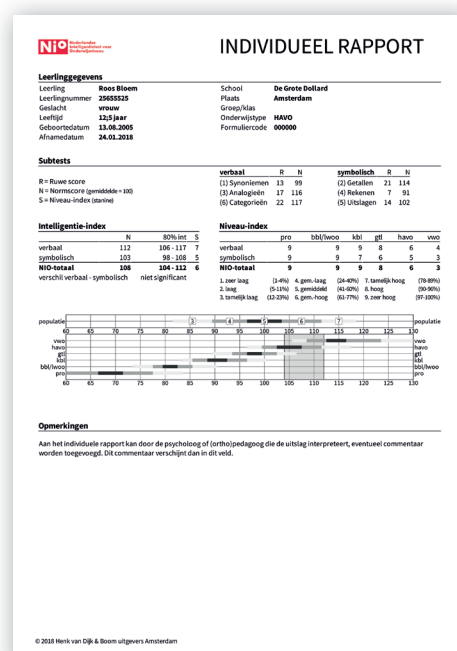 NIO Nederlandse Intelligentietest voor Onderwijsniveau
INDIVIDUEEL RAPPORT
Leerlinggegevens
Leerling Roos Bloem School De Grote Dollard
Leerlingnummer 25655525 Plaats Amsterdam
Geslacht vrouw Groep/klas
Leeftijd 12;5 jaar Onderwijstype HAVO
Geboortedatum 13.08.2005 Formuliercode 000000
Afnamedatum 24.01.2018
Subtests
R = Ruwe score
N = Normscore (gemiddelde = 100)
S = Niveau-index (stanine)
verbaal R N symbolisch R N
(1) Synoniemen 13 99 (2) Getallen 21 114
(3) Analogieën 17 116 (4) Rekenen 7 91
(6) Categorieën 22 117 (5) Uitslagen 14 102
Intelligentie-index
N 80% int S
verbaal 112 106 - 117 7
symbolisch 103 98 - 108 5
NIO-totaal 108 104 - 112 6
verschil verbaal - symbolisch niet significant
Niveau-index
pro bbl/lwoo kbl gtl havo vwo
verbaal 9 9 9 8 6 4
symbolisch 9 9 7 6 5 3
NIO-totaal 9 9 9 8 6 3
1. zeer laag (1-4%) 4. gem.-laag (24-40%) 7. tamelijk hoog (78-89%)
2. laag (5-11%) 5. gemiddeld (41-60%) 8. hoog (90-96%)
3. tamelijk laag (12-23%) 6. gem.-hoog (61-77%) 9. zeer hoog (97-100%)
populatie 3 4 5 6 7 populatie
60 65 70 75 80 85 90 95 100 105 110 115 120 125 130
vwo vwo
havo havo
gtl gtl
kbl kbl
bbl/lwoo bbl/lwoo
pro pro
60 65 70 75 80 85 90 95 100 105 110 115 120 125 130
Opmerkingen
Aan het individuele rapport kan door de psycholoog of (ortho)pedagoog die de uitslag interpreteert, eventueel commentaar
worden toegevoegd. Dit commentaar verschijnt dan in dit veld.
© 2018 Henk van Dijk & Boom uitgevers Amsterdam